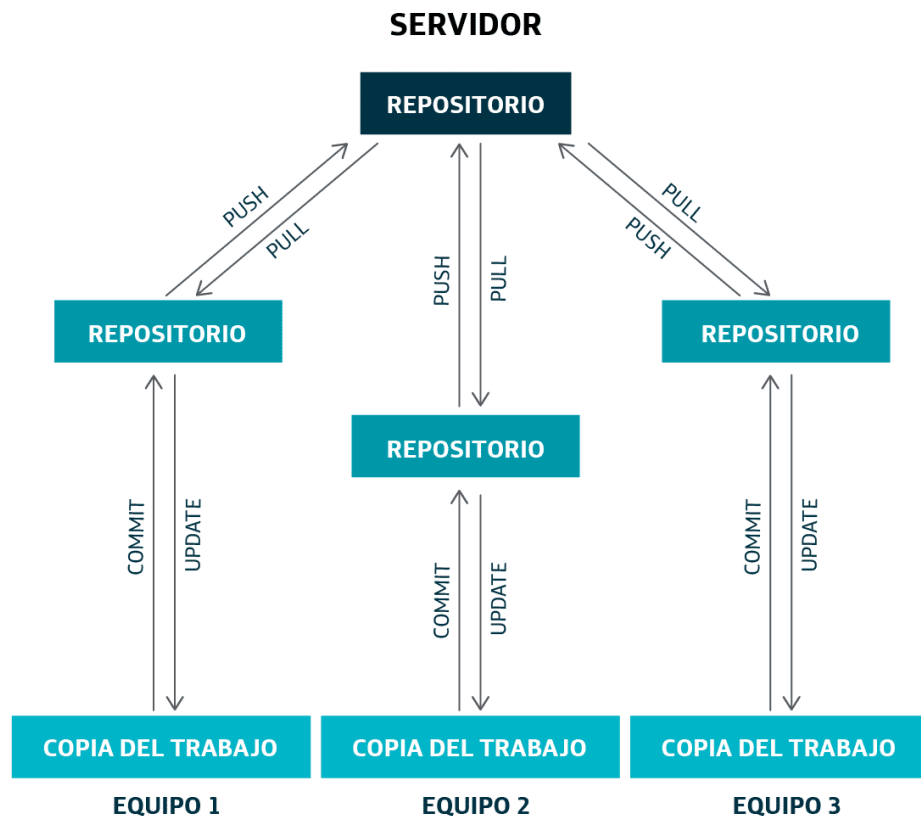 SERVIDOR
REPOSITORIO
PUSH
PULL
PUSH
PULL
PULL
PUSH
REPOSITORIO
REPOSITORIO
REPOSITORIO
COMMIT
UPDATE
COMMIT
UPDATE
COMMIT
UPDATE
COPIA DEL TRABAJO
COPIA DEL TRABAJO
COPIA DEL TRABAJO
EQUIPO 1
EQUIPO 2
EQUIPO 3